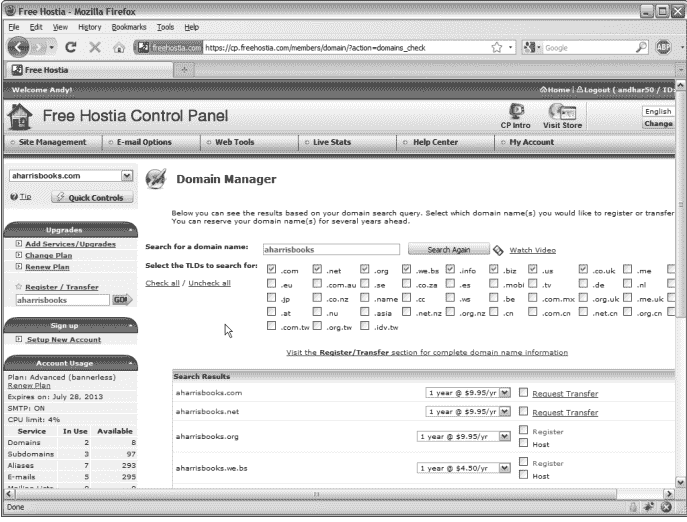 Free Hostia - Mozilla Firefox
File Edit View History Bookmarks Tools Help
freehostia.com https://cp.freehostia.com/members/domain/?action=domains_check
Google
ABP
Free Hostia
Welcome Andy!
Home | Logout ( andhar50 / ID:
Free Hostia Control Panel
CP Intro Visit Store
English
Change
Site Management E-mail Options Web Tools Live Stats Help Center My Account
aharrisbooks.com
Tip Quick Controls
Upgrades
Add Services/Upgrades
Change Plan
Renew Plan
Register / Transfer
aharrisbooks GO!
Sign up
Setup New Account
Account Usage
Plan: Advanced (bannerless)
Renew Plan
Expires on: July 28, 2013
SMTP: ON
CPU limit: 4%
Service In Use Available
Domains 2 8
Subdomains 3 97
Aliases 7 293
E-mails 5 295
Domain Manager
Below you can see the results based on your domain search query. Select which domain name(s) you would like to register or transfer
You can reserve your domain name(s) for several years ahead.
Search for a domain name: aharrisbooks Search Again Watch Video
Select the TLDs to search for: .com .net .org .we.bs .info .biz .us .co.uk .me
Check all / Uncheck all .eu .com.au .se .co.za .es .mobi .tv .de .nl
.jp .co.nz .name .cc .ws .be .com.mx .org.uk .me.uk
.at .nu .asia .net.nz .org.nz .cn .com.cn .net.cn .org.cn
.com.tw .org.tw .idv.tw
Visit the Register/Transfer section for complete domain name information
Search Results
aharrisbooks.com 1 year @ $9.95/yr Request Transfer
aharrisbooks.net 1 year @ $9.95/yr Request Transfer
aharrisbooks.org 1 year @ $9.95/yr Register
Host
aharrisbooks.we.bs 1 year @ $4.50/yr Register
Host
Done